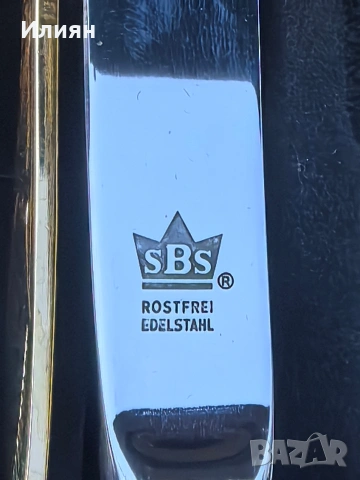 Илиян
SBS
®
ROSTFREI
EDELSTAHL
BAZAR